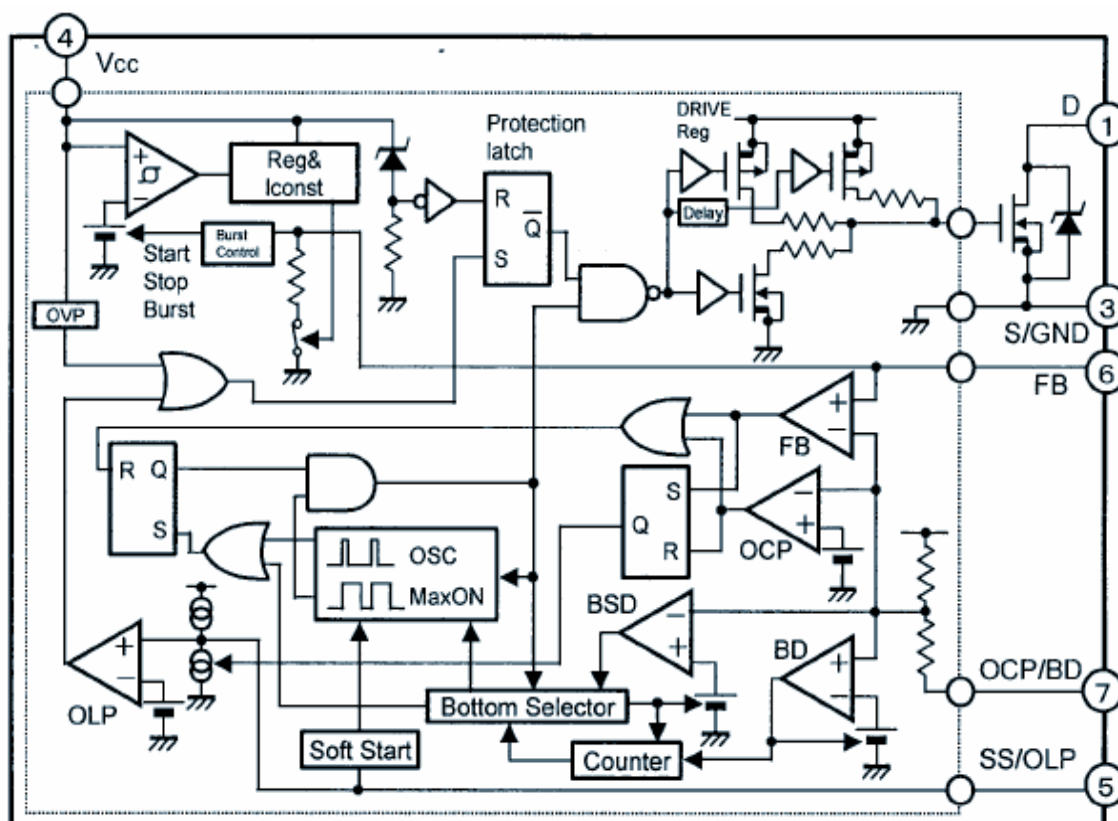 4
Vcc
DRIVE
Reg
D
1
Protection
latch
+
−
Reg&
Iconst
R
Q
S
Delay
Start
Stop
Burst
Burst
Control
OVP
3
S/GND
6
FB
+
−
FB
R
Q
S
S
Q
R
−
+
OCP
OSC
MaxON
BSD
−
+
BD
+
−
OCP/BD
7
+
−
OLP
Bottom Selector
Soft Start
Counter
SS/OLP
5